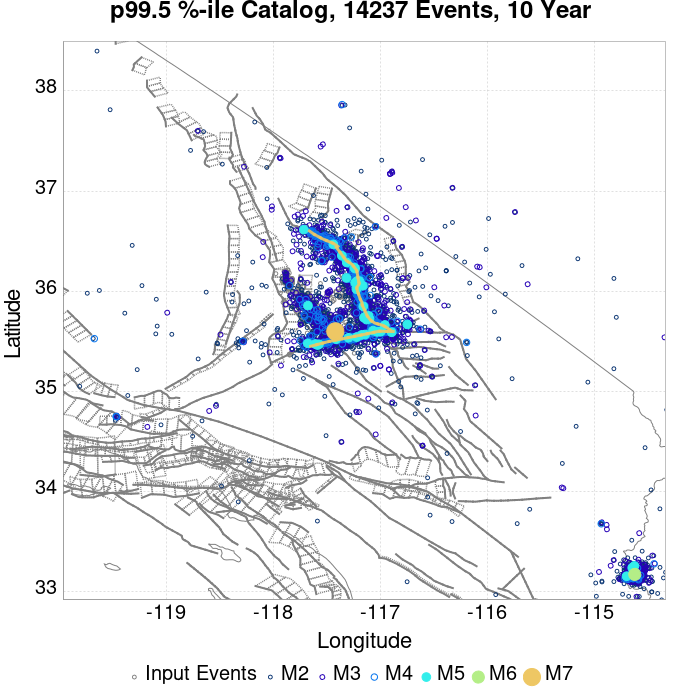 p99.5 %-ile Catalog, 14237 Events, 10 Year
38
37
36
35
34
33
Latitude
-119 -118 -117 -116 -115
Longitude
Input Events M2 M3 M4 M5 M6 M7